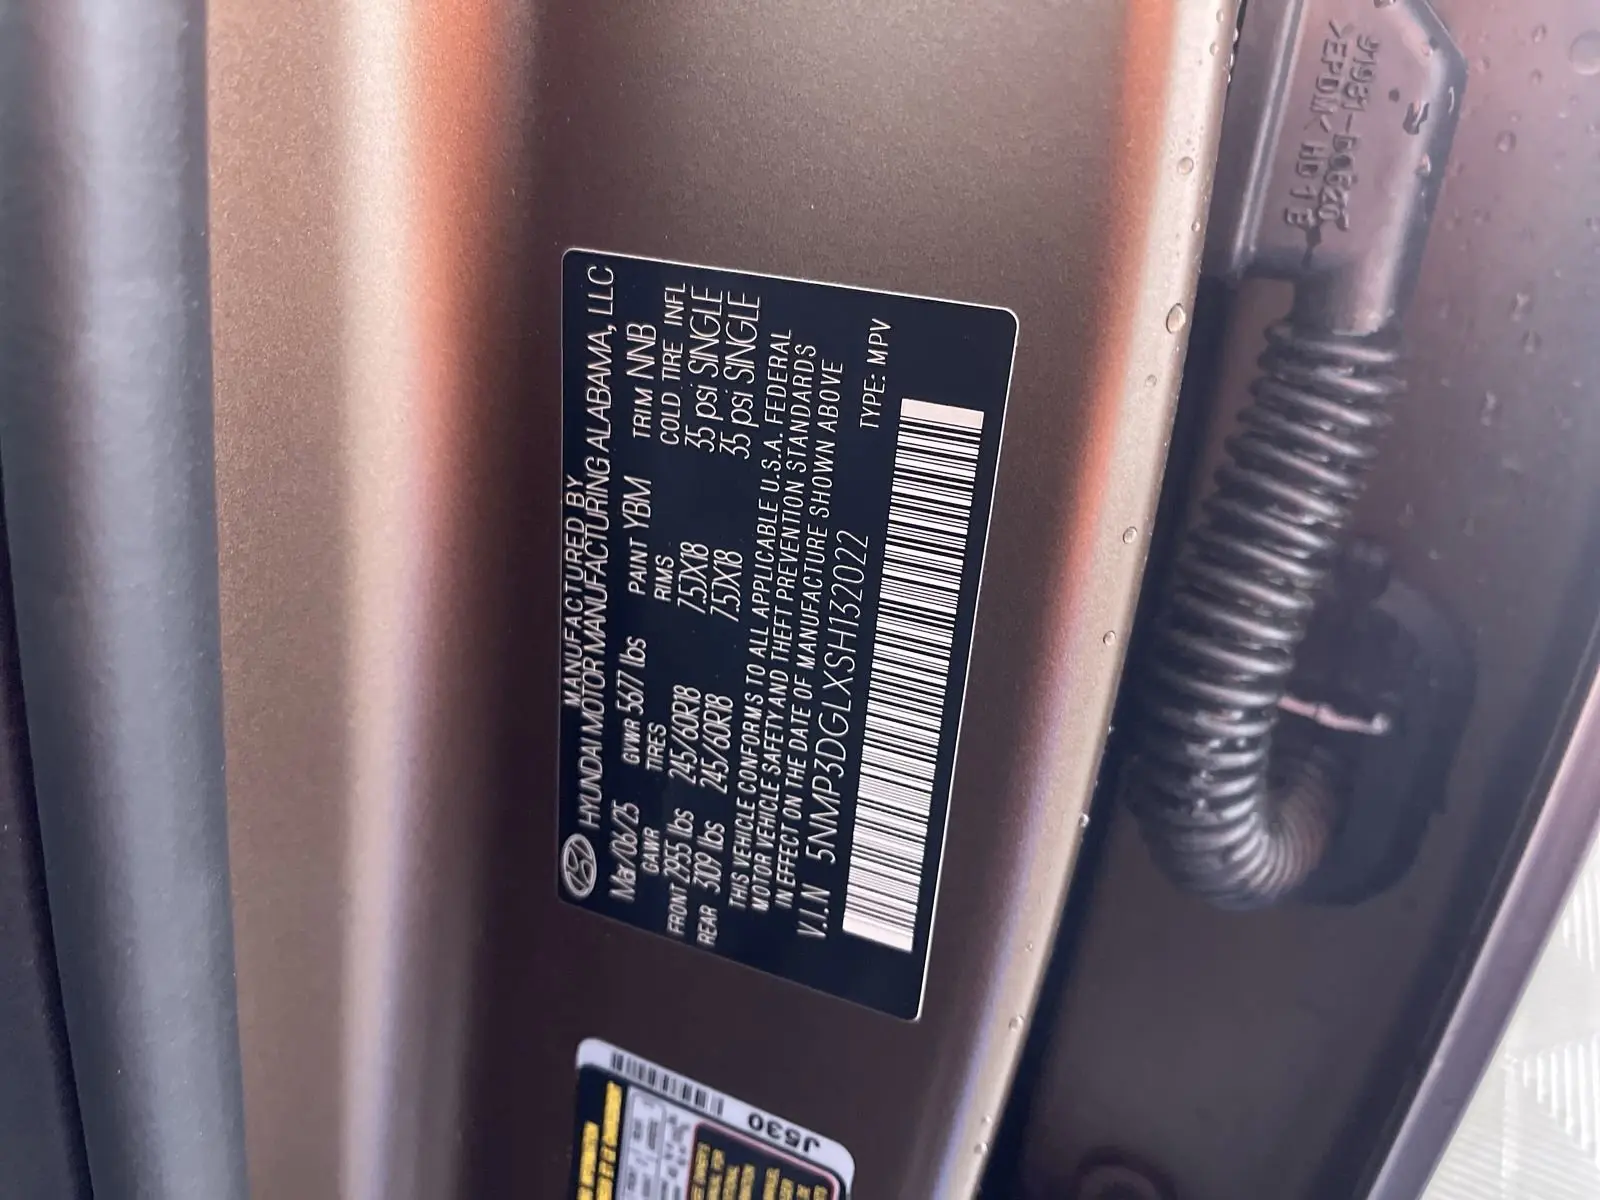 MANUFACTURED BY
HYUNDAI MOTOR MANUFACTURING ALABAMA, LLC
Mar/06/25 GVWR 5677 lbs PAINT YBM TRIM NNB
GAWR TIRES RIMS COLD TIRE INFL
FRONT 2955 lbs 245/60R18 7.5JX18 35 psi SINGLE
REAR 3109 lbs 245/60R18 7.5JX18 35 psi SINGLE
THIS VEHICLE CONFORMS TO ALL APPLICABLE U.S.A. FEDERAL
MOTOR VEHICLE SAFETY AND THEFT PREVENTION STANDARDS
IN EFFECT ON THE DATE OF MANUFACTURE SHOWN ABOVE
V.I.N 5NMP3DGLXSH132022 TYPE: MPV
>EPDM< HD1E
J530